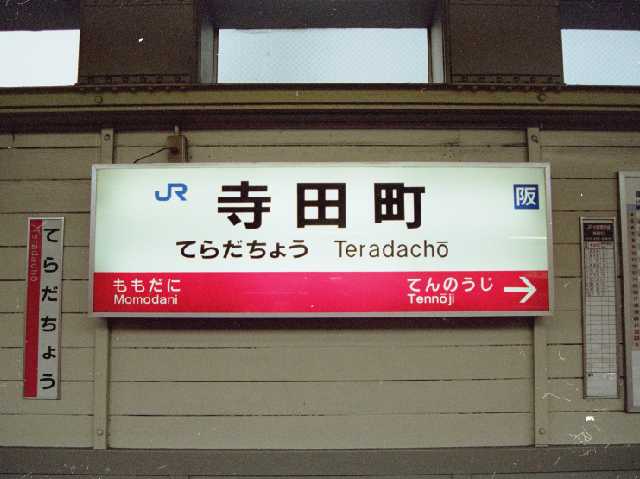 JR 寺田町 阪
てらだちょう Teradachō
ももだに てんのうじ
Momodani Tennōji
てらだちょう
Teradachō